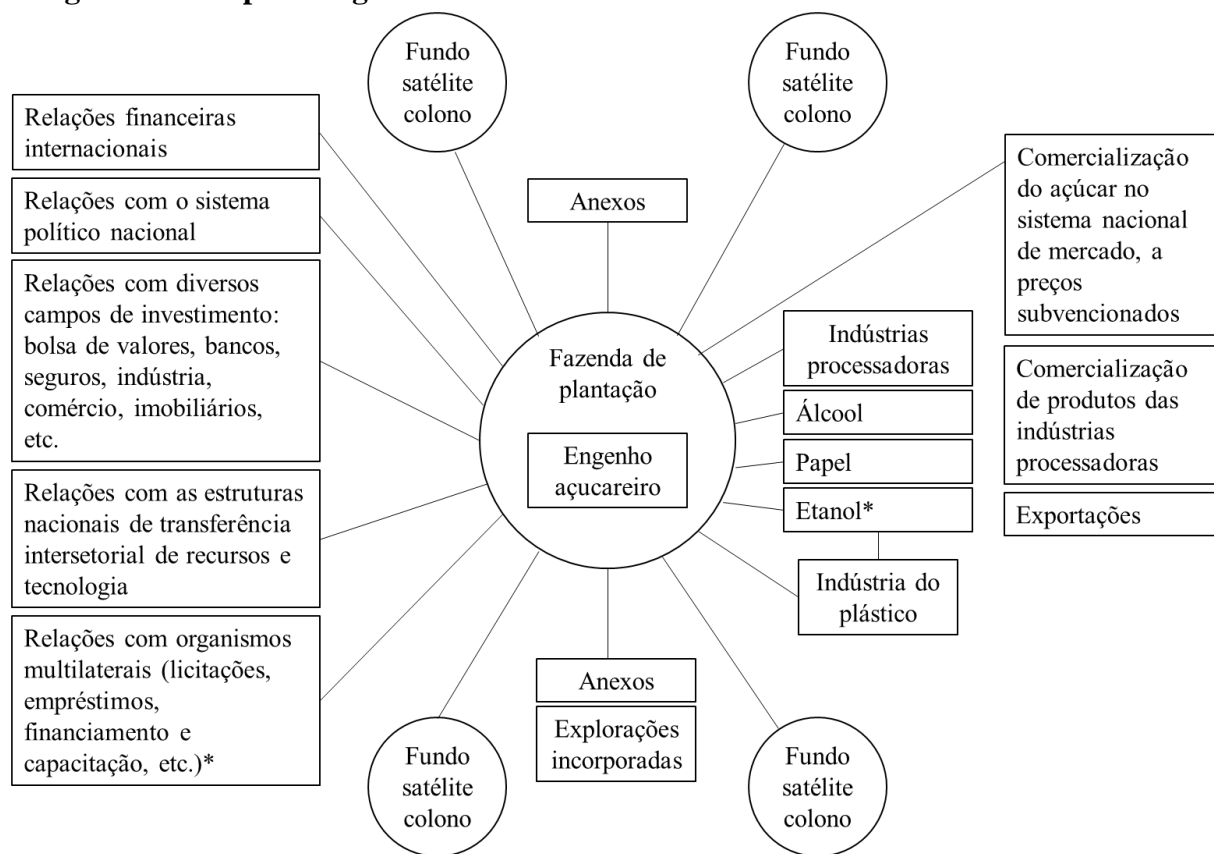 Fundo
satélite
colono
Fundo
satélite
colono
Relações financeiras
internacionais
Relações com o sistema
político nacional
Relações com diversos
campos de investimento:
bolsa de valores, bancos,
seguros, indústria,
comércio, imobiliários,
etc.
Relações com as estruturas
nacionais de transferência
intersetorial de recursos e
tecnologia
Relações com organismos
multilaterais (licitações,
empréstimos,
financiamento e
capacitação, etc.)*
Anexos
Fazenda de
plantação
Engenho
açucareiro
Anexos
Explorações
incorporadas
Indústrias
processadoras
Álcool
Papel
Etanol*
Indústria do
plástico
Comercialização
do açúcar no
sistema nacional
de mercado, a
preços
subvencionados
Comercialização
de produtos das
indústrias
processadoras
Exportações
Fundo
satélite
colono
Fundo
satélite
colono